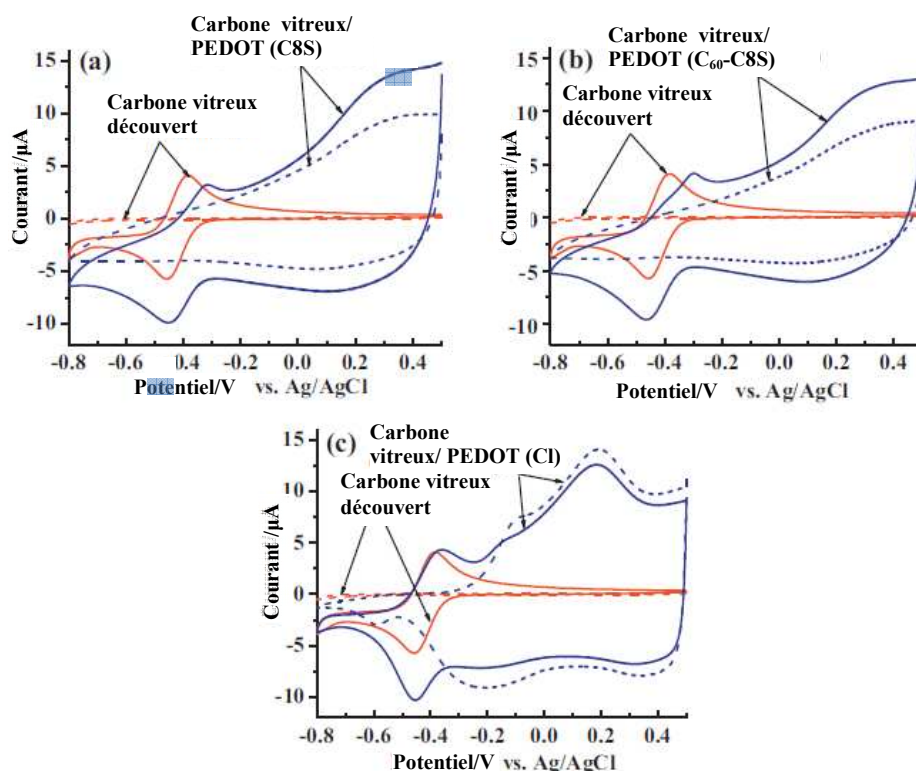 Carbone vitreux/
PEDOT (C8S)
(a)
Carbone vitreux
découvert
Courant /µA
15
10
5
0
-5
-10
-0.8 -0.6 -0.4 -0.2 0.0 0.2 0.4
Potentiel/V vs. Ag/AgCl
Carbone vitreux/
PEDOT (C60-C8S)
(b)
Carbone vitreux
découvert
Courant /µA
15
10
5
0
-5
-10
-0.8 -0.6 -0.4 -0.2 0.0 0.2 0.4
Potentiel/V vs. Ag/AgCl
Carbone
vitreux/ PEDOT (Cl)
(c)
Carbone vitreux
découvert
Courant /µA
15
10
5
0
-5
-10
-0.8 -0.6 -0.4 -0.2 0.0 0.2 0.4
Potentiel/V vs. Ag/AgCl